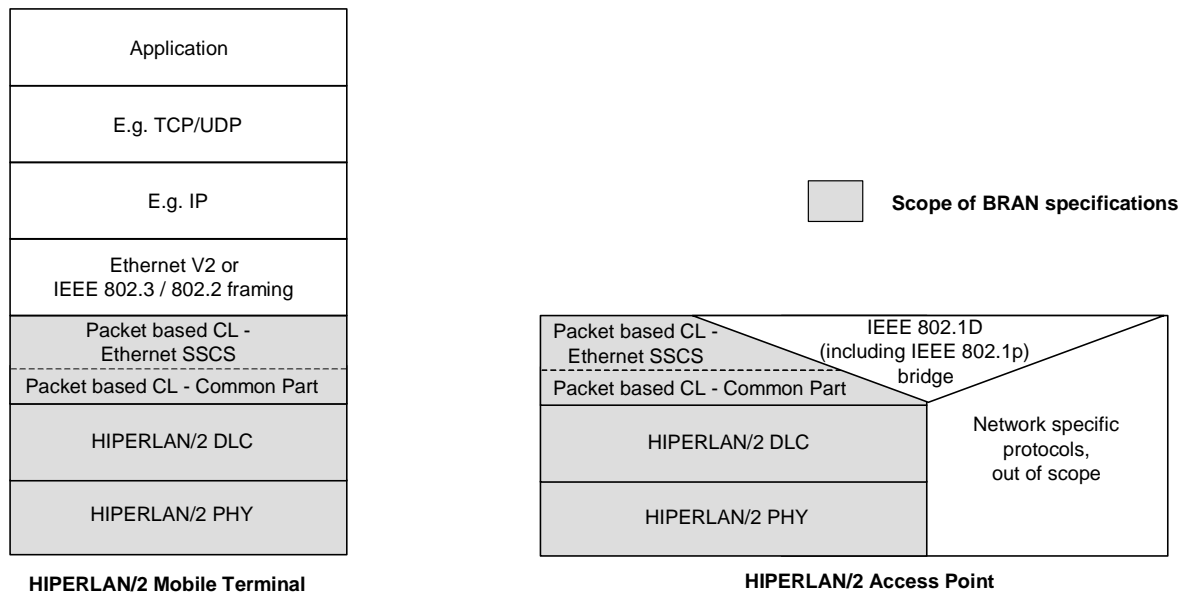 Application
E.g. TCP/UDP
E.g. IP
Ethernet V2 or
IEEE 802.3 / 802.2 framing
Packet based CL -
Ethernet SSCS
Packet based CL - Common Part
HIPERLAN/2 DLC
HIPERLAN/2 PHY
HIPERLAN/2 Mobile Terminal
Scope of BRAN specifications
Packet based CL -
Ethernet SSCS
Packet based CL - Common Part
IEEE 802.1D
(including IEEE 802.1p)
bridge
HIPERLAN/2 DLC
HIPERLAN/2 PHY
Network specific
protocols,
out of scope
HIPERLAN/2 Access Point